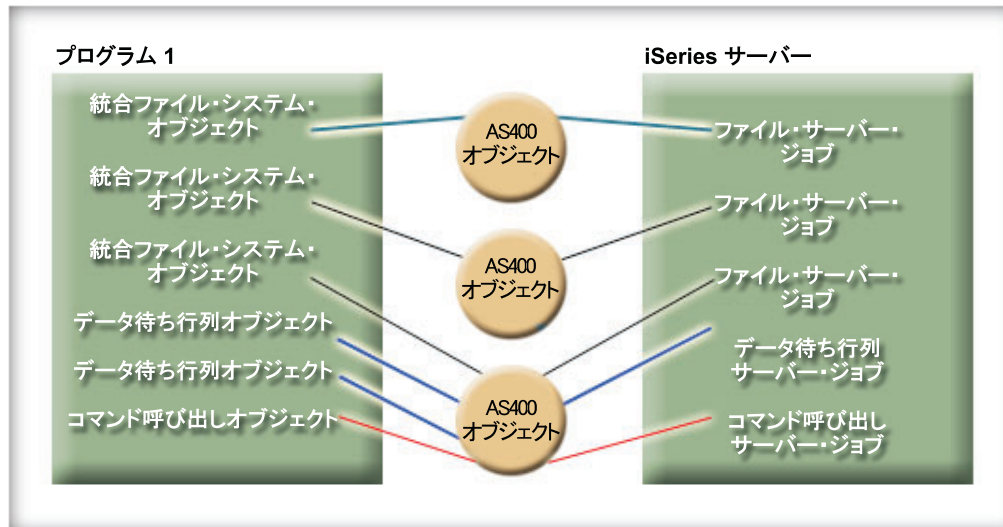 プログラム 1
統合ファイル・システム・
オブジェクト
統合ファイル・システム・
オブジェクト
統合ファイル・システム・
オブジェクト
データ待ち行列オブジェクト
データ待ち行列オブジェクト
コマンド呼び出しオブジェクト
AS400
オブジェクト
AS400
オブジェクト
AS400
オブジェクト
iSeries サーバー
ファイル・サーバー・
ジョブ
ファイル・サーバー・
ジョブ
ファイル・サーバー・
ジョブ
データ待ち行列
サーバー・ジョブ
コマンド呼び出し
サーバー・ジョブ